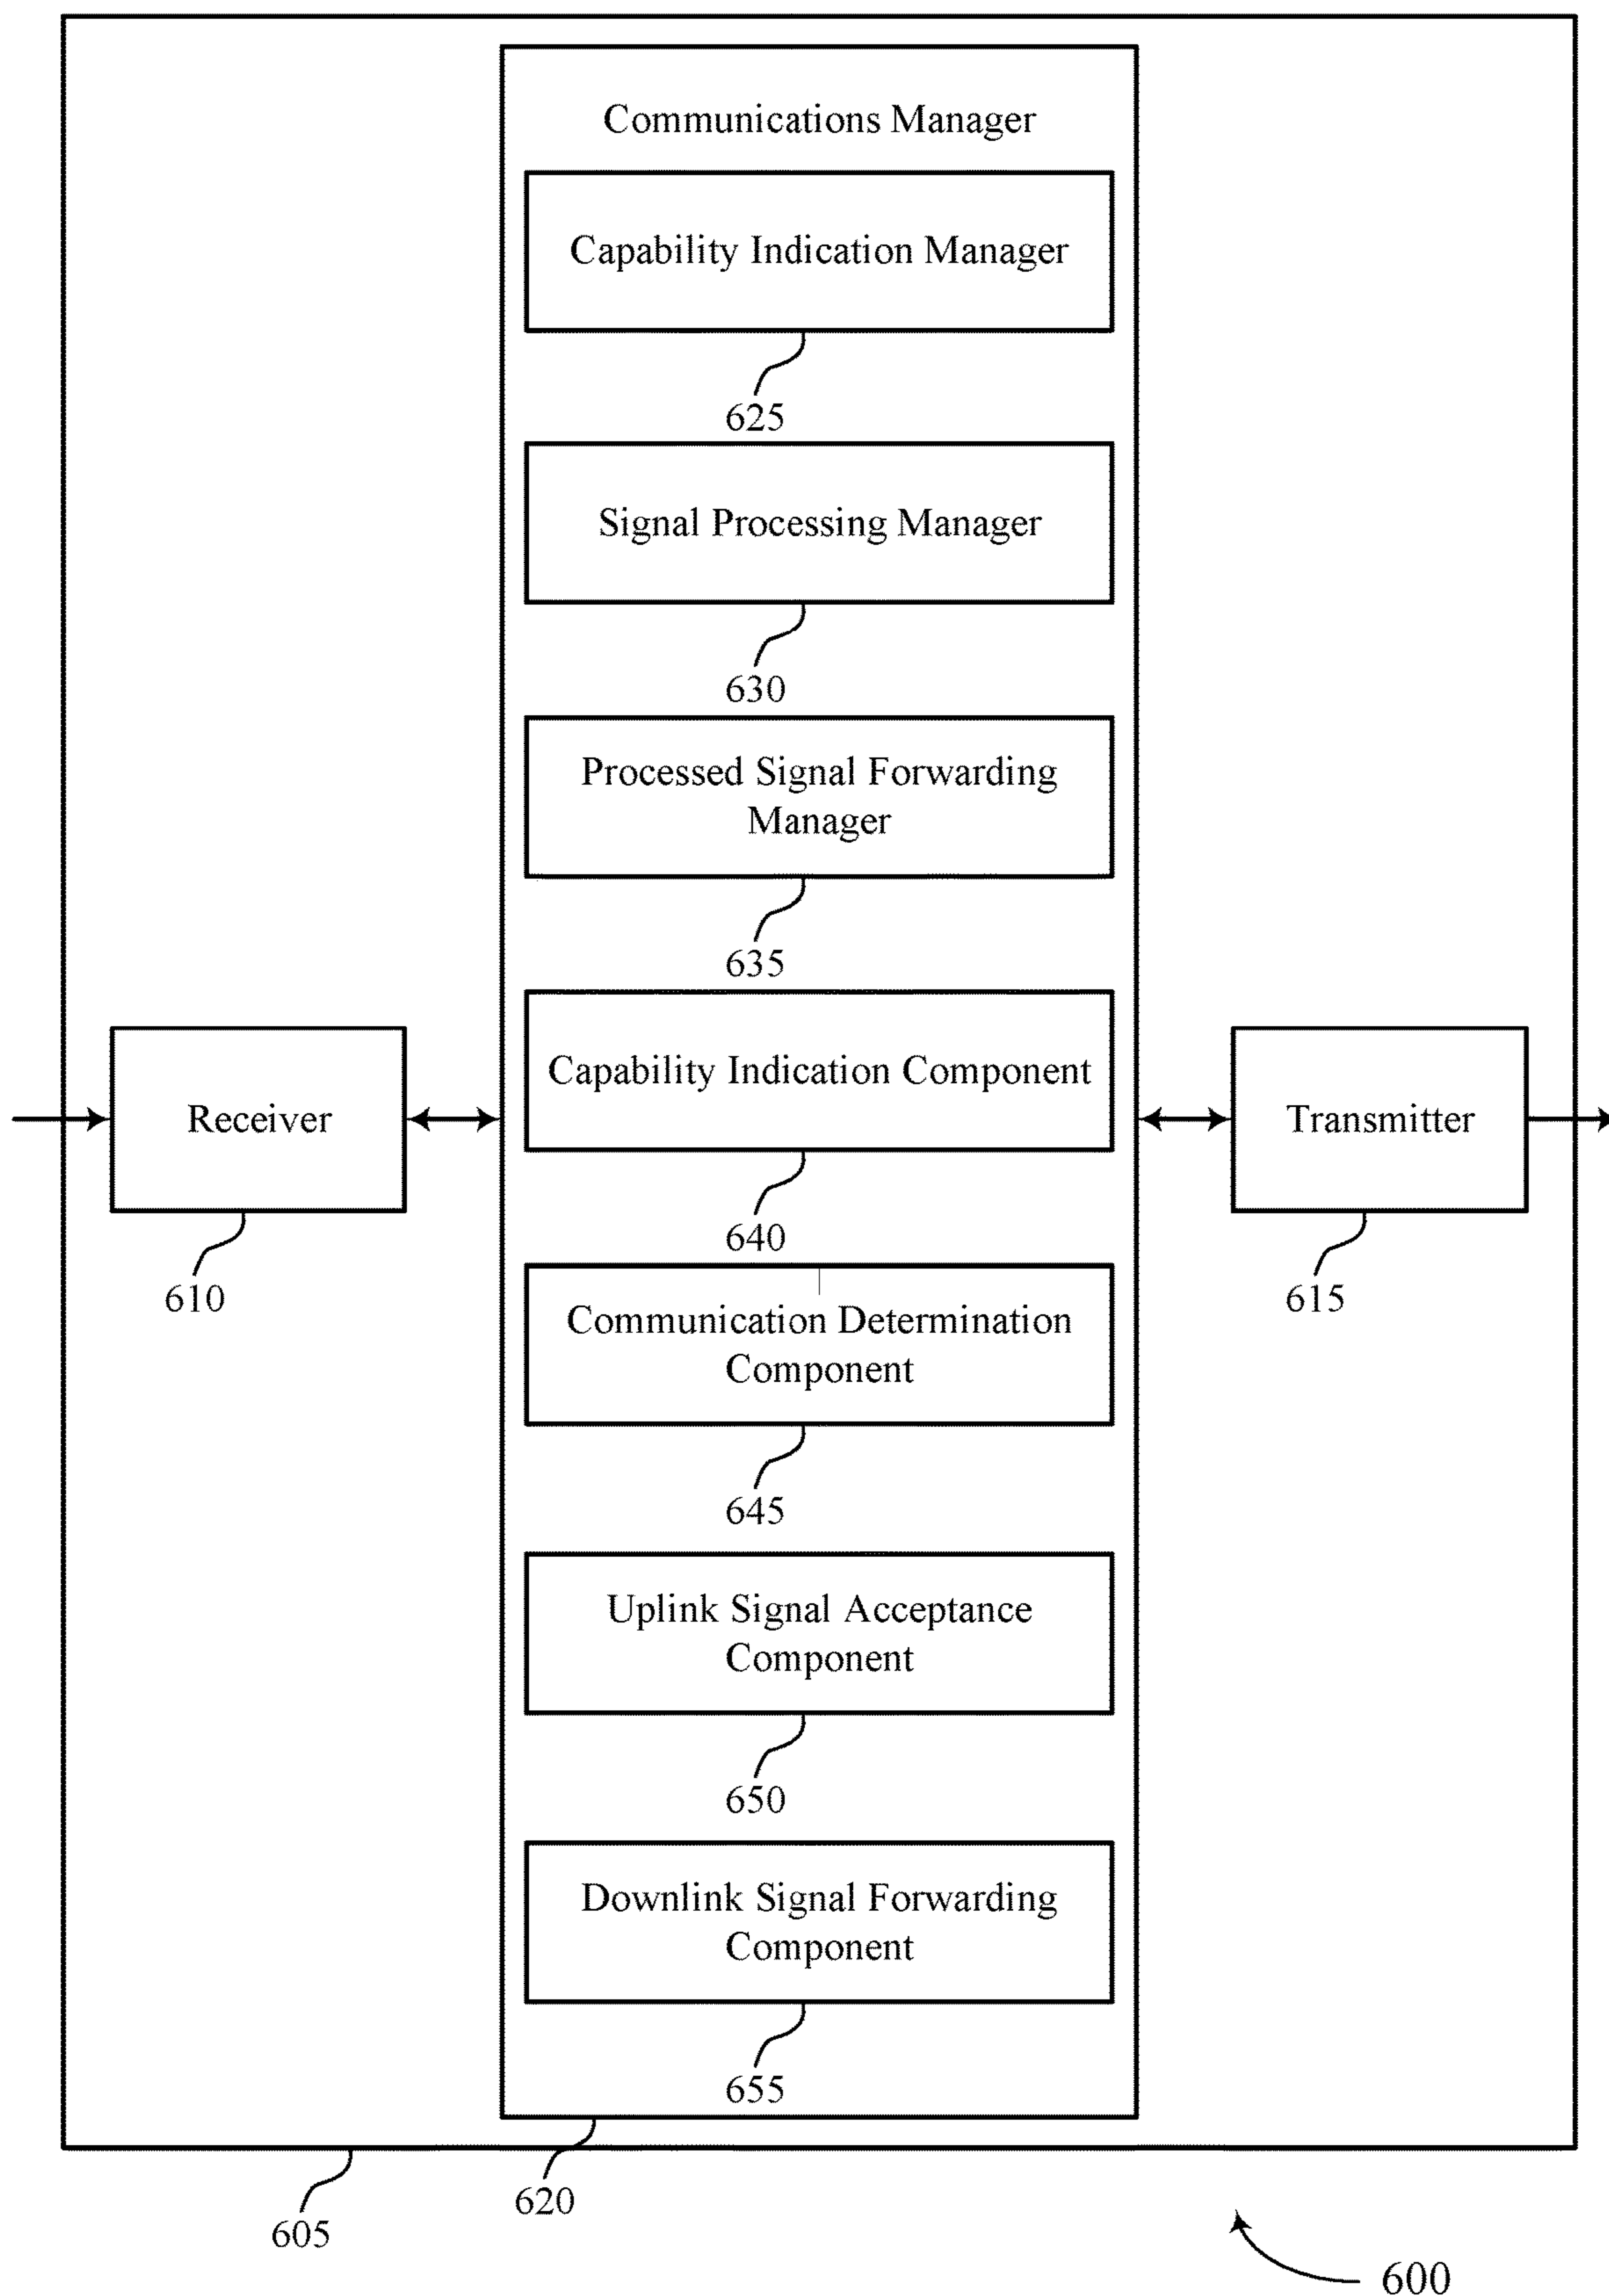 Communications Manager
Capability Indication Manager
625
Signal Processing Manager
630
Processed Signal Forwarding
Manager
635
Capability Indication Component
640
Receiver
610
Transmitter
615
Communication Determination
Component
645
Uplink Signal Acceptance
Component
650
Downlink Signal Forwarding
Component
655
620
605
600